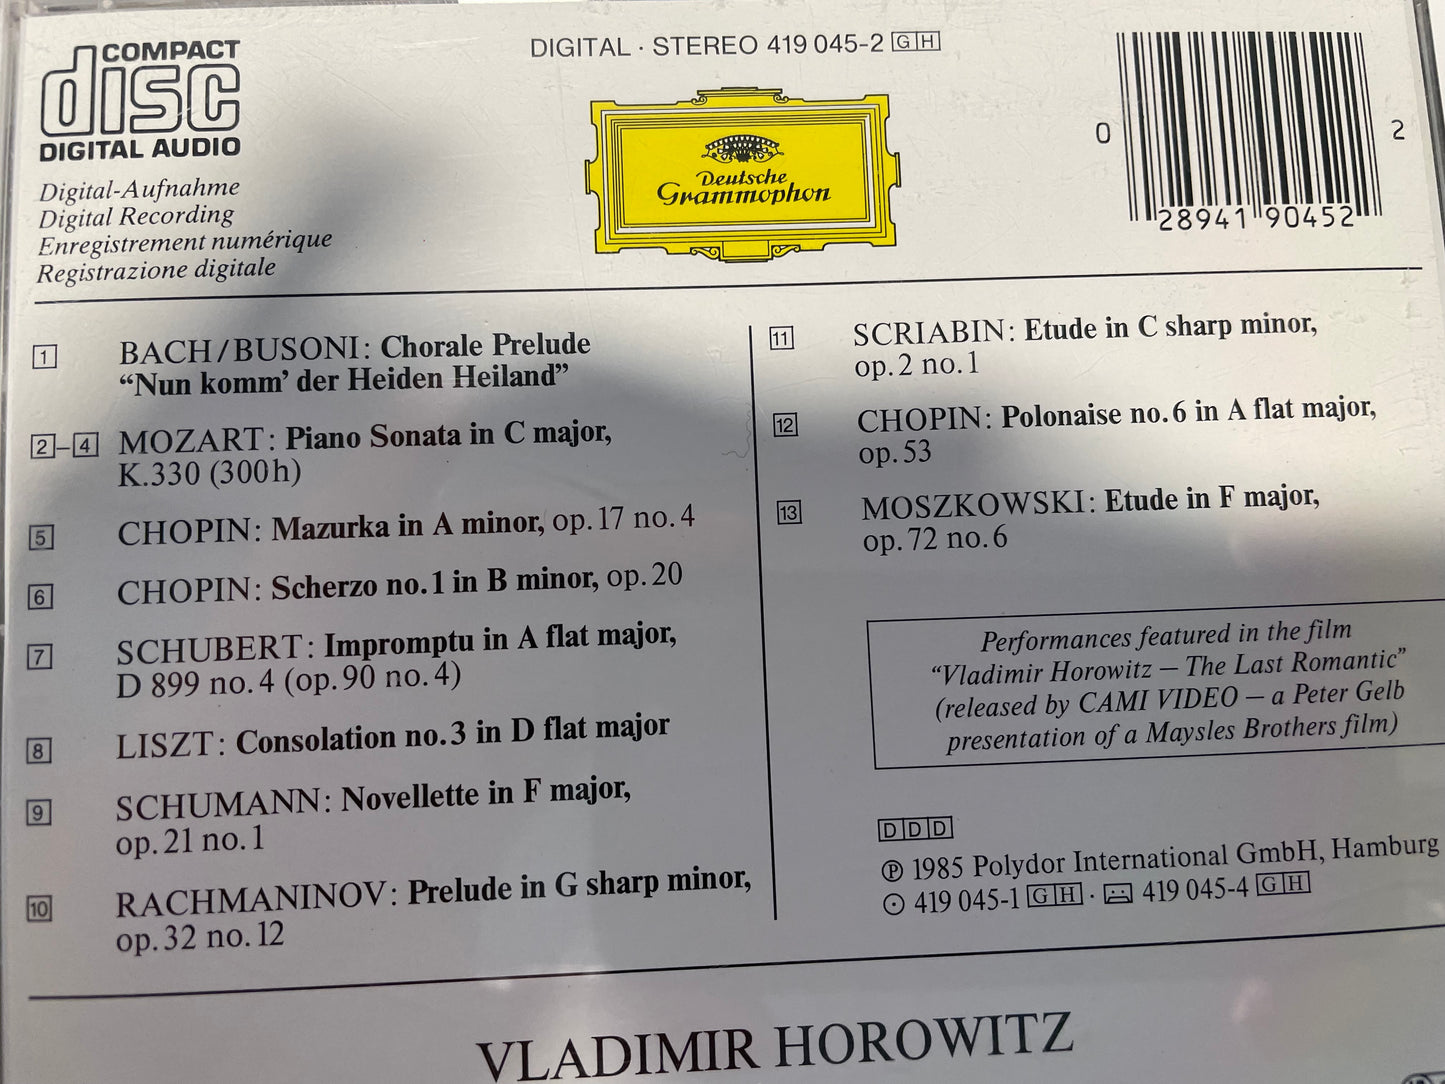 COMPACT
disc
DIGITAL AUDIO
Digital-Aufnahme
Digital Recording
Enregistrement numérique
Registrazione digitale
DIGITAL · STEREO 419 045-2 GH
Deutsche
Grammophon
0 28941 90452 2
1 BACH/BUSONI: Chorale Prelude
“Nun komm’ der Heiden Heiland”
2–4 MOZART: Piano Sonata in C major,
K.330 (300h)
5 CHOPIN: Mazurka in A minor, op.17 no.4
6 CHOPIN: Scherzo no.1 in B minor, op.20
7 SCHUBERT: Impromptu in A flat major,
D 899 no.4 (op.90 no.4)
8 LISZT: Consolation no.3 in D flat major
9 SCHUMANN: Novellette in F major,
op.21 no.1
10 RACHMANINOV: Prelude in G sharp minor,
op.32 no.12
11 SCRIABIN: Etude in C sharp minor,
op.2 no.1
12 CHOPIN: Polonaise no.6 in A flat major,
op.53
13 MOSZKOWSKI: Etude in F major,
op.72 no.6
Performances featured in the film
“Vladimir Horowitz – The Last Romantic”
(released by CAMI VIDEO – a Peter Gelb
presentation of a Maysles Brothers film)
DDD
℗ 1985 Polydor International GmbH, Hamburg
419 045-1 GH · 419 045-4 GH
VLADIMIR HOROWITZ